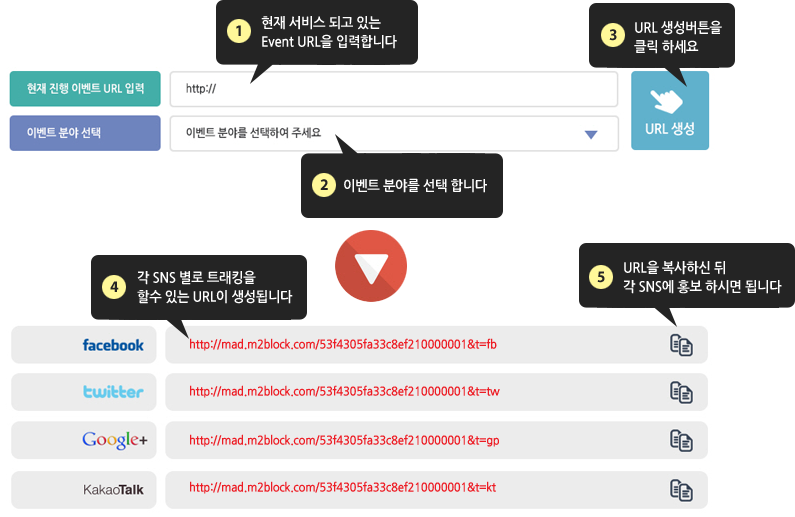 1
현재 서비스 되고 있는
Event URL을 입력합니다
3
URL 생성버튼을
클릭 하세요
현재 진행 이벤트 URL 입력
http://
URL 생성
이벤트 분야 선택
이벤트 분야를 선택하여 주세요
2
이벤트 분야를 선택 합니다
4
각 SNS 별로 트래킹을
할수 있는 URL이 생성됩니다
5
URL을 복사하신 뒤
각 SNS에 홍보 하시면 됩니다
facebook
http://mad.m2block.com/53f4305fa33c8ef210000001&t=fb
twitter
http://mad.m2block.com/53f4305fa33c8ef210000001&t=tw
Google+
http://mad.m2block.com/53f4305fa33c8ef210000001&t=gp
KakaoTalk
http://mad.m2block.com/53f4305fa33c8ef210000001&t=kt